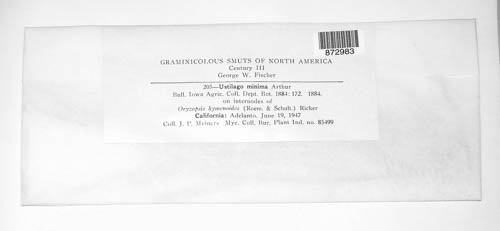 872983
GRAMINICOLOUS SMUTS OF NORTH AMERICA
Century III
George W. Fischer
205—Ustilago minima Arthur
Bull. Iowa Agric. Coll. Dept. Bot. 1884: 172. 1884.
on internodes of
Oryzopsis hymenoides (Roem. & Schult.) Ricker
California: Adelanto, June 19, 1947
Coll. J. P. Meiners Myc. Coll. Bur. Plant Ind. no. 85499